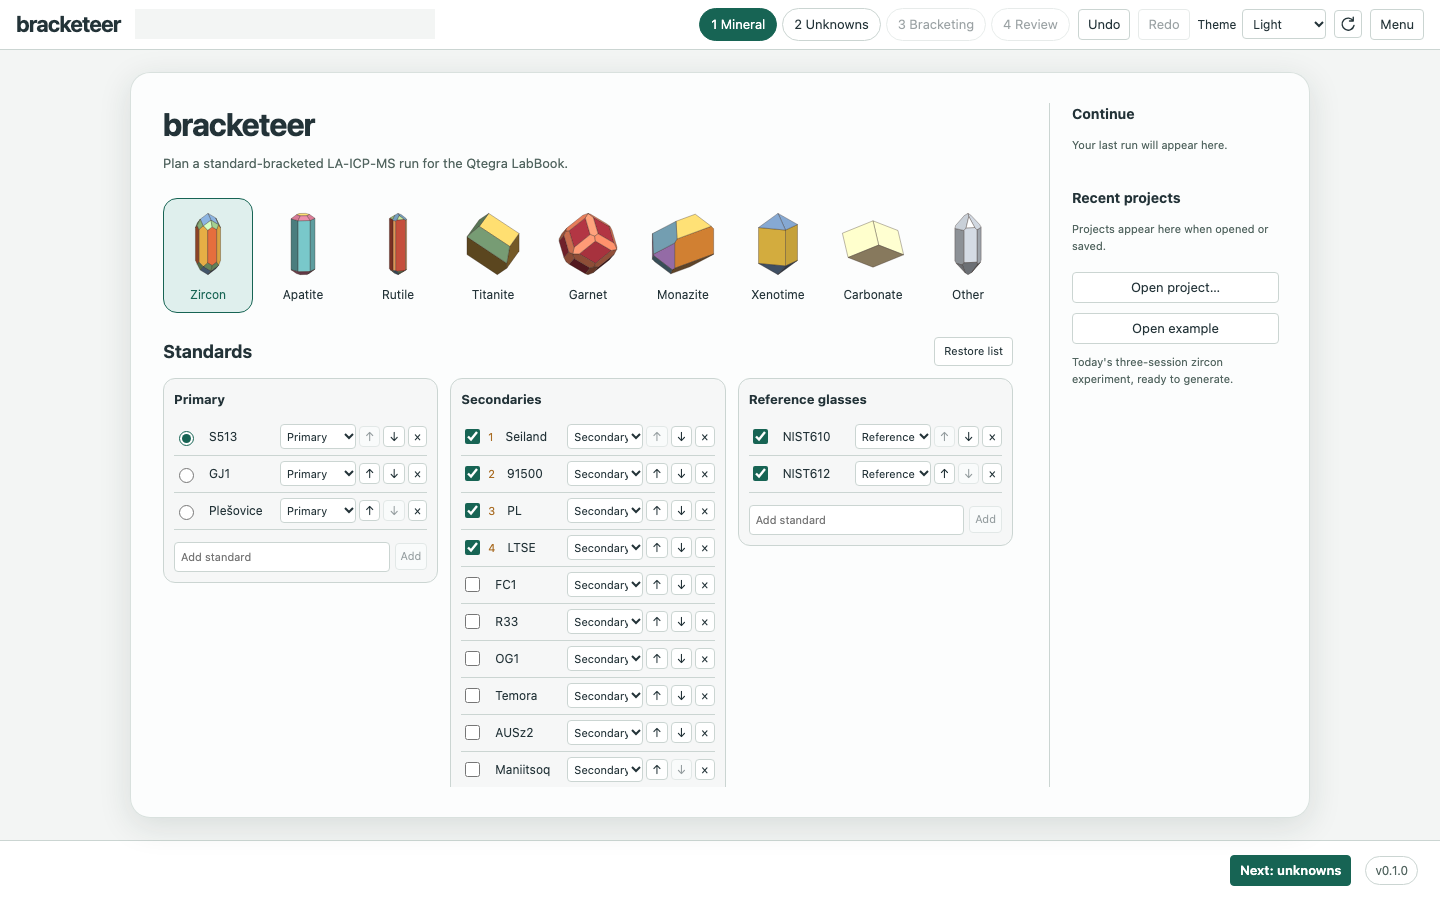 bracketeer
1 Mineral
2 Unknowns
3 Bracketing
4 Review
Undo
Redo
Theme
Light
Menu
bracketeer
Plan a standard-bracketed LA-ICP-MS run for the Qtegra LabBook.
Zircon
Apatite
Rutile
Titanite
Garnet
Monazite
Xenotime
Carbonate
Other
Standards
Restore list
Primary
S513 Primary ↑ ↓ ×
GJ1 Primary ↑ ↓ ×
Plešovice Primary ↑ ↓ ×
Add standard Add
Secondaries
1 Seiland Secondary ↑ ↓ ×
2 91500 Secondary ↑ ↓ ×
3 PL Secondary ↑ ↓ ×
4 LTSE Secondary ↑ ↓ ×
FC1 Secondary ↑ ↓ ×
R33 Secondary ↑ ↓ ×
OG1 Secondary ↑ ↓ ×
Temora Secondary ↑ ↓ ×
AUSz2 Secondary ↑ ↓ ×
Maniitsoq Secondary ↑ ↓ ×
Reference glasses
NIST610 Reference ↑ ↓ ×
NIST612 Reference ↑ ↓ ×
Add standard Add
Continue
Your last run will appear here.
Recent projects
Projects appear here when opened or
saved.
Open project...
Open example
Today's three-session zircon
experiment, ready to generate.
Next: unknowns
v0.1.0